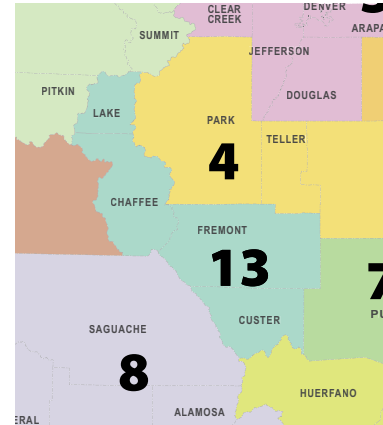 CLEAR
CREEK
DENVER
ARAPA
SUMMIT
JEFFERSON
PITKIN
DOUGLAS
LAKE
PARK
TELLER
4
CHAFFEE
FREMONT
13
7
PU
CUSTER
SAGUACHE
8
HUERFANO
ALAMOSA
ERAL